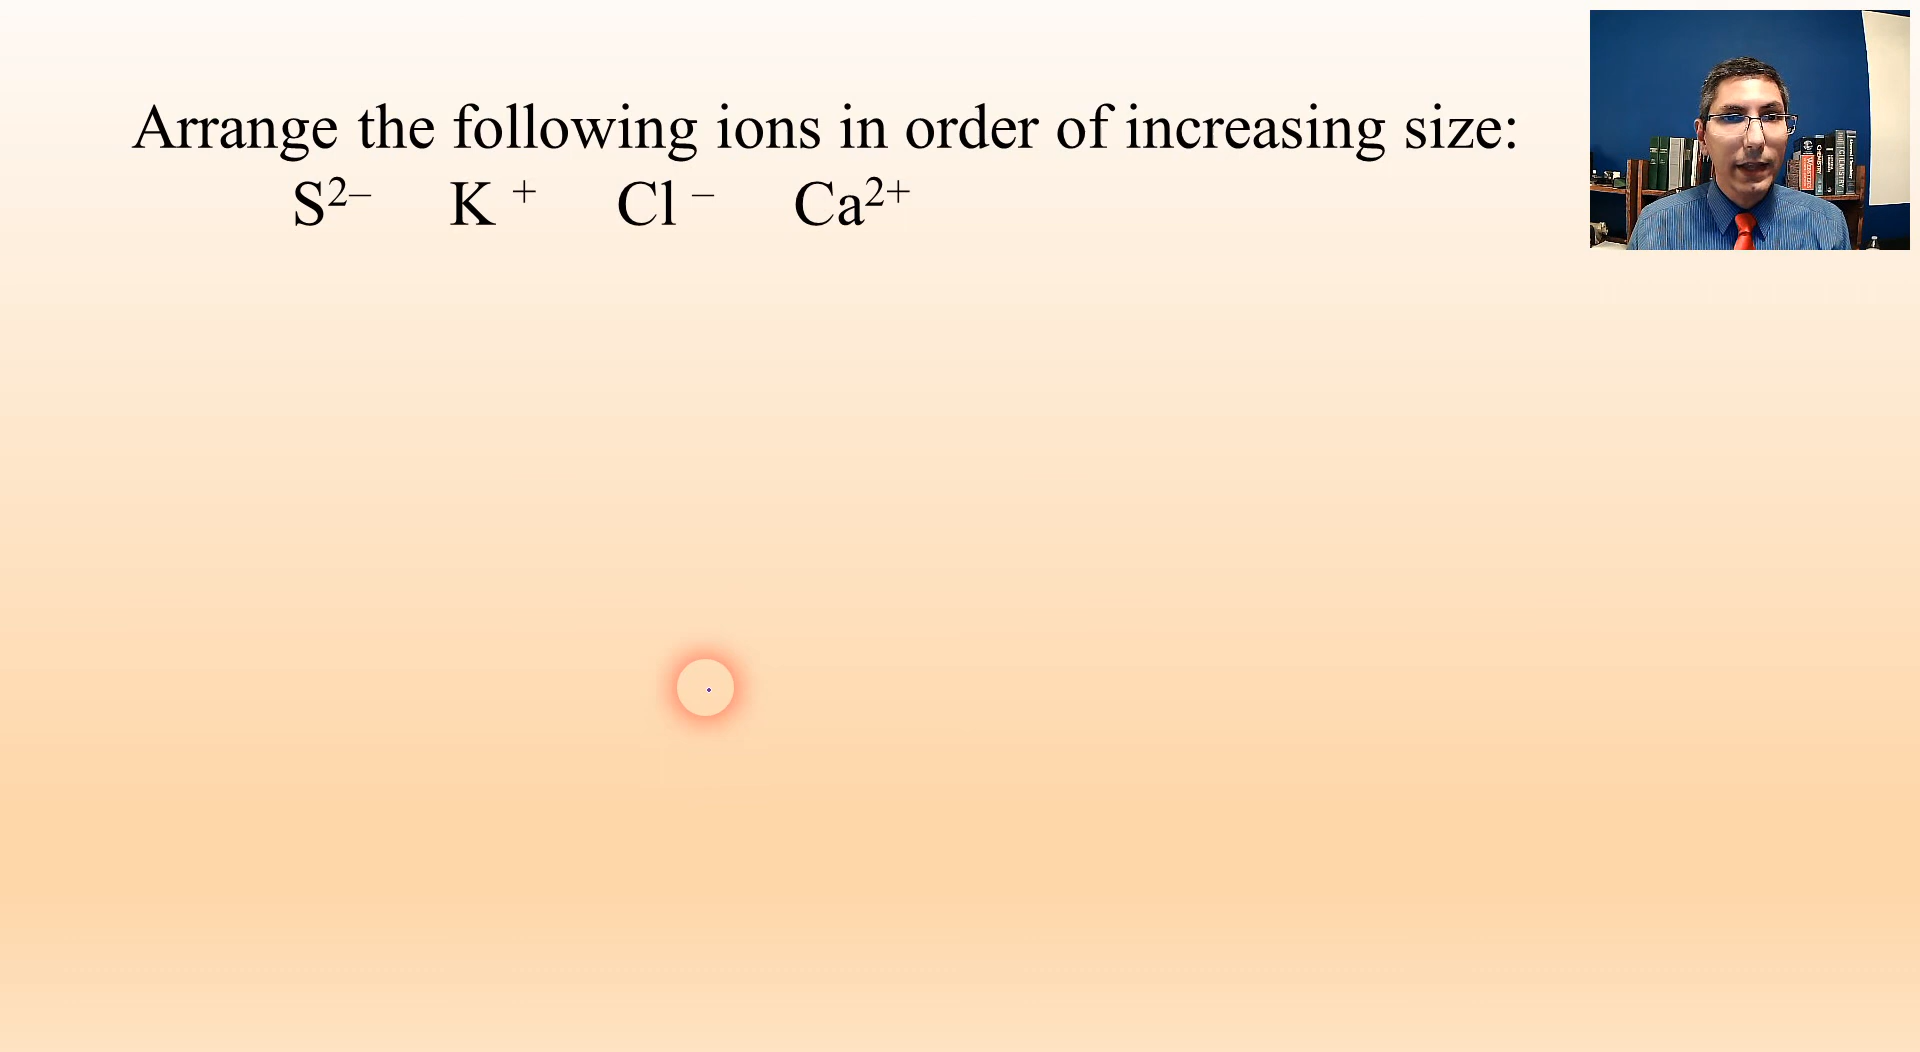 Arrange the following ions in order of increasing size:
S²⁻ K ⁺ Cl ⁻ Ca²⁺